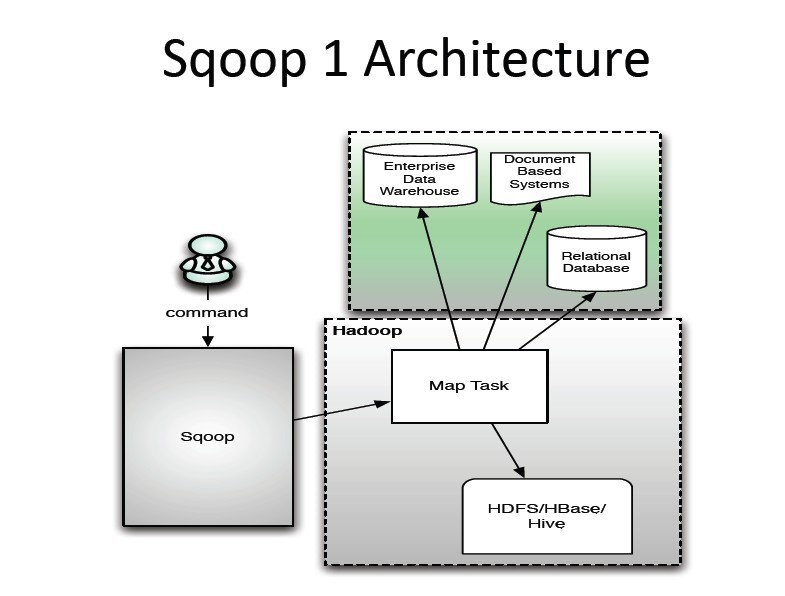 Sqoop 1 Architecture
Enterprise
Data
Warehouse
Document
Based
Systems
Relational
Database
command
Hadoop
Map Task
Sqoop
HDFS/HBase/
Hive